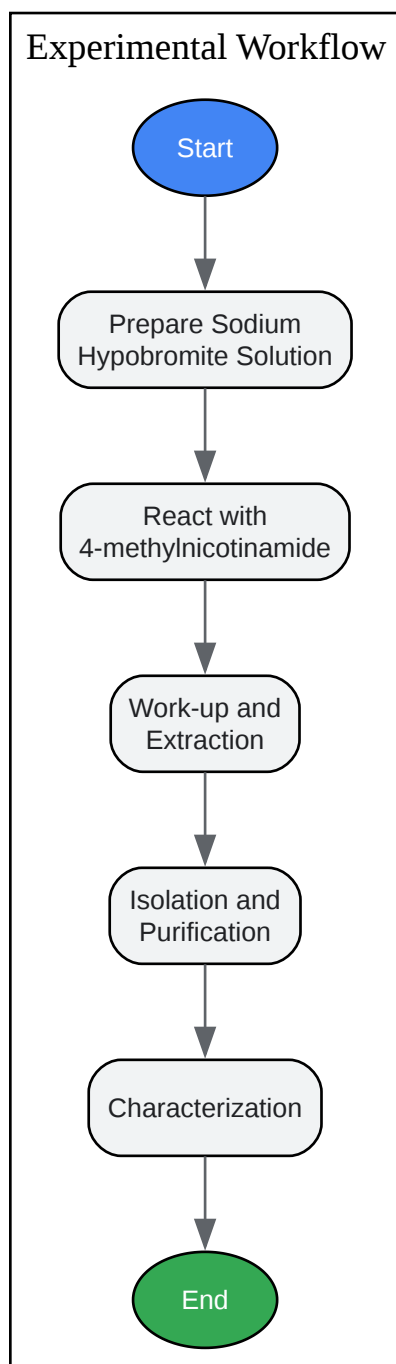 Experimental Workflow
Start
Prepare Sodium
Hypobromite Solution
React with
4-methylnicotinamide
Work-up and
Extraction
Isolation and
Purification
Characterization
End